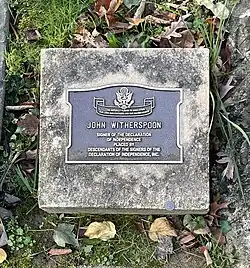 JOHN WITHERSPOON
SIGNER OF THE DECLARATION
OF INDEPENDENCE
PLACED BY
DESCENDANTS OF THE SIGNERS OF THE
DECLARATION OF INDEPENDENCE, INC.